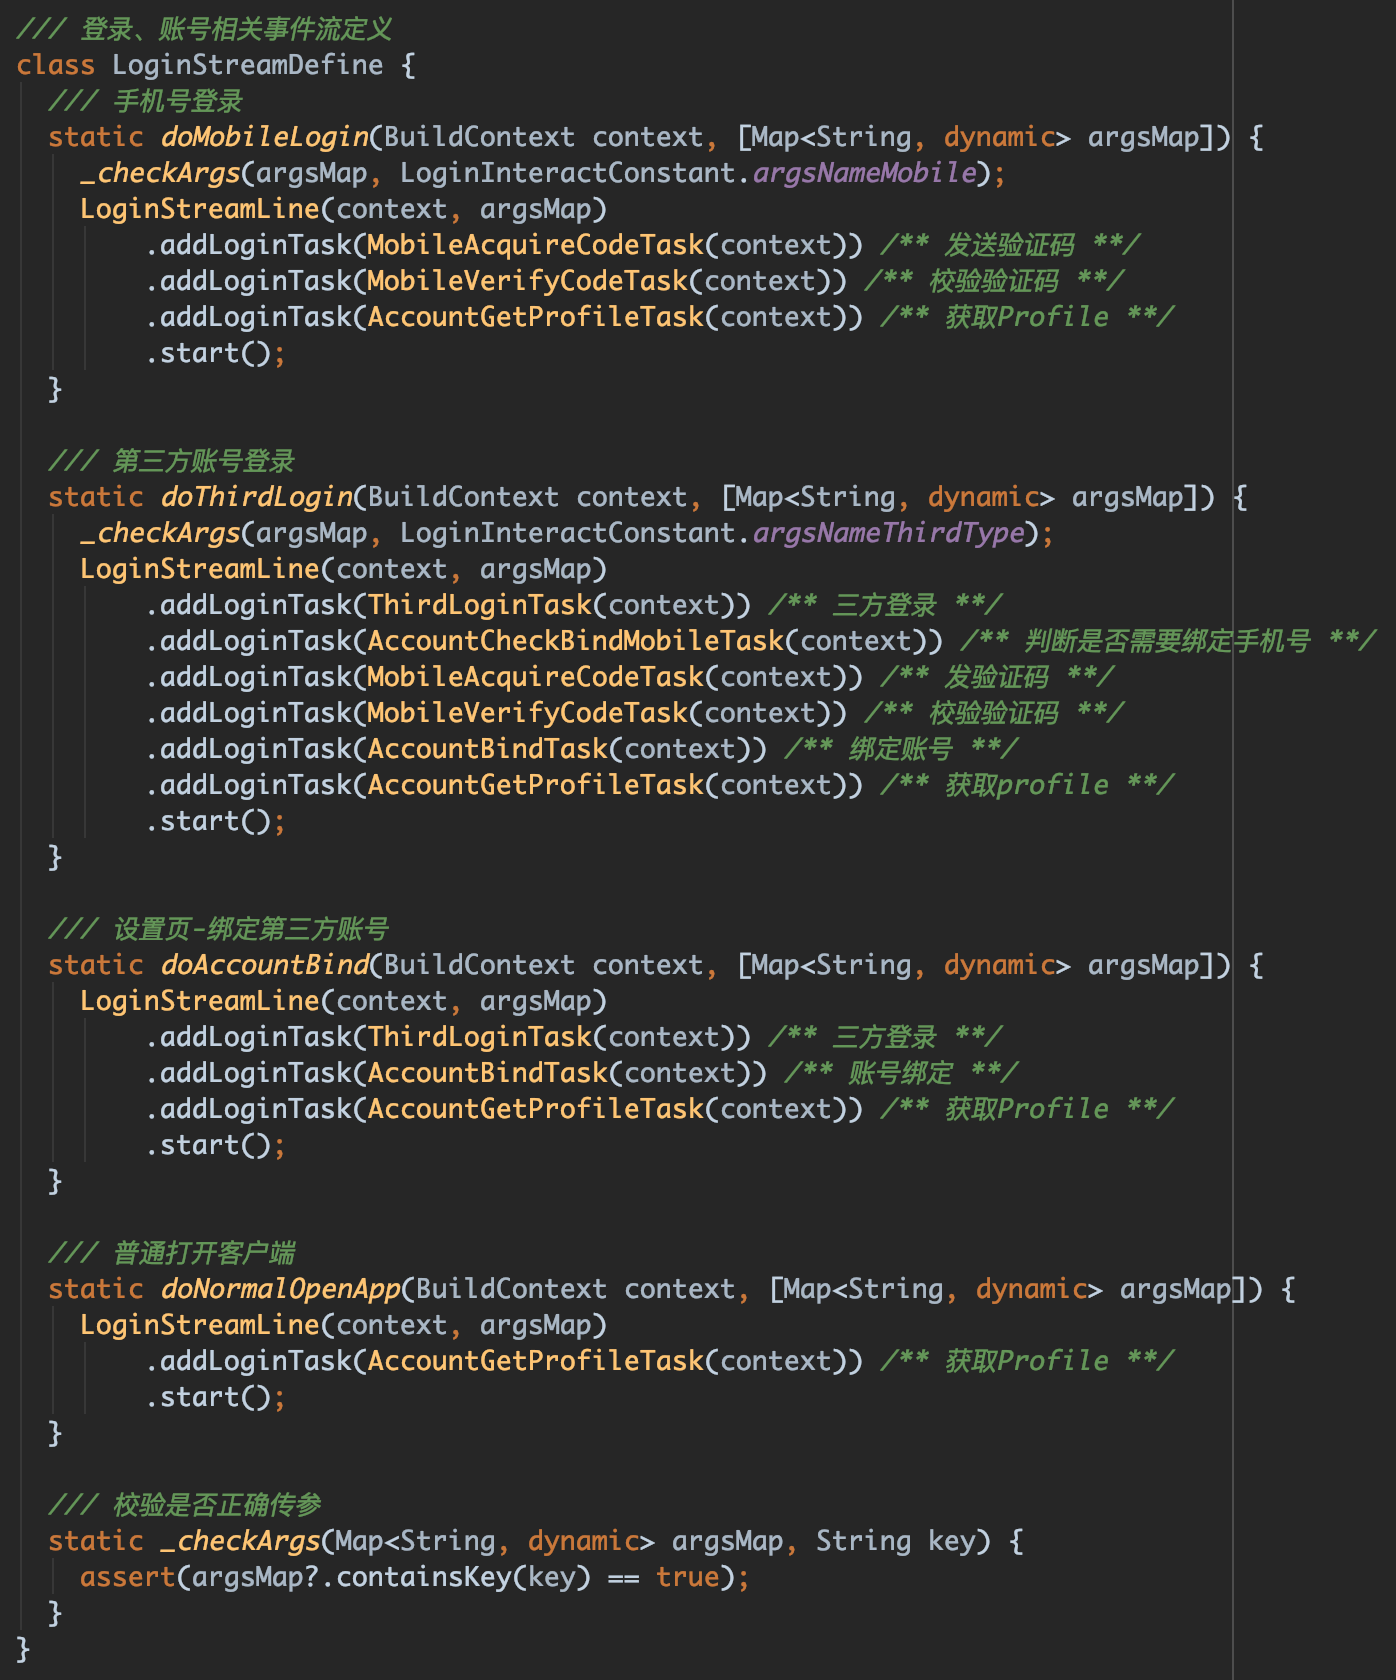 /// 登录、账号相关事件流定义
class LoginStreamDefine {
  /// 手机号登录
  static doMobileLogin(BuildContext context, [Map<String, dynamic> argsMap]) {
    _checkArgs(argsMap, LoginInteractConstant.argsNameMobile);
    LoginStreamLine(context, argsMap)
        .addLoginTask(MobileAcquireCodeTask(context)) /** 发送验证码 **/
        .addLoginTask(MobileVerifyCodeTask(context)) /** 校验验证码 **/
        .addLoginTask(AccountGetProfileTask(context)) /** 获取Profile **/
        .start();
  }

  /// 第三方账号登录
  static doThirdLogin(BuildContext context, [Map<String, dynamic> argsMap]) {
    _checkArgs(argsMap, LoginInteractConstant.argsNameThirdType);
    LoginStreamLine(context, argsMap)
        .addLoginTask(ThirdLoginTask(context)) /** 三方登录 **/
        .addLoginTask(AccountCheckBindMobileTask(context)) /** 判断是否需要绑定手机号 **/
        .addLoginTask(MobileAcquireCodeTask(context)) /** 发验证码 **/
        .addLoginTask(MobileVerifyCodeTask(context)) /** 校验验证码 **/
        .addLoginTask(AccountBindTask(context)) /** 绑定账号 **/
        .addLoginTask(AccountGetProfileTask(context)) /** 获取profile **/
        .start();
  }

  /// 设置页-绑定第三方账号
  static doAccountBind(BuildContext context, [Map<String, dynamic> argsMap]) {
    LoginStreamLine(context, argsMap)
        .addLoginTask(ThirdLoginTask(context)) /** 三方登录 **/
        .addLoginTask(AccountBindTask(context)) /** 账号绑定 **/
        .addLoginTask(AccountGetProfileTask(context)) /** 获取Profile **/
        .start();
  }

  /// 普通打开客户端
  static doNormalOpenApp(BuildContext context, [Map<String, dynamic> argsMap]) {
    LoginStreamLine(context, argsMap)
        .addLoginTask(AccountGetProfileTask(context)) /** 获取Profile **/
        .start();
  }

  /// 校验是否正确传参
  static _checkArgs(Map<String, dynamic> argsMap, String key) {
    assert(argsMap?.containsKey(key) == true);
  }
}